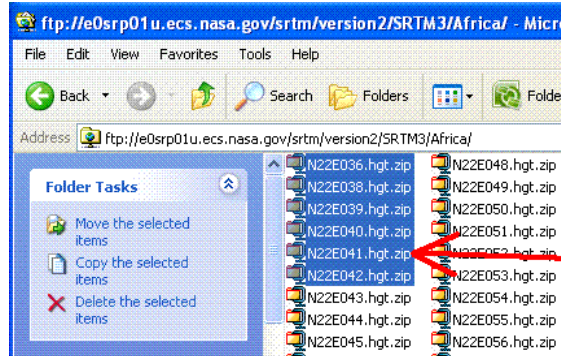 ftp://e0srp01u.ecs.nasa.gov/srtm/version2/SRTM3/Africa/ - Micr
File Edit View Favorites Tools Help
Back Search Folders Folde
Address ftp://e0srp01u.ecs.nasa.gov/srtm/version2/SRTM3/Africa/
Folder Tasks
Move the selected
items
Copy the selected
items
Delete the selected
items
N22E036.hgt.zip
N22E038.hgt.zip
N22E039.hgt.zip
N22E040.hgt.zip
N22E041.hgt.zip
N22E042.hgt.zip
N22E043.hgt.zip
N22E044.hgt.zip
N22E045.hgt.zip
N22E048.hgt.zip
N22E049.hgt.zip
N22E050.hgt.zip
N22E051.hgt.zip
N22E053.hgt.zip
N22E054.hgt.zip
N22E055.hgt.zip
N22E056.hgt.zip